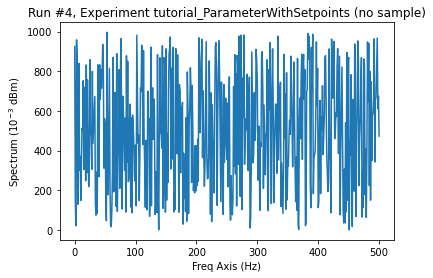 Run #4, Experiment tutorial_ParameterWithSetpoints (no sample)
1000
800
600
400
200
0
Spectrum (10⁻³ dBm)
0 100 200 300 400 500
Freq Axis (Hz)